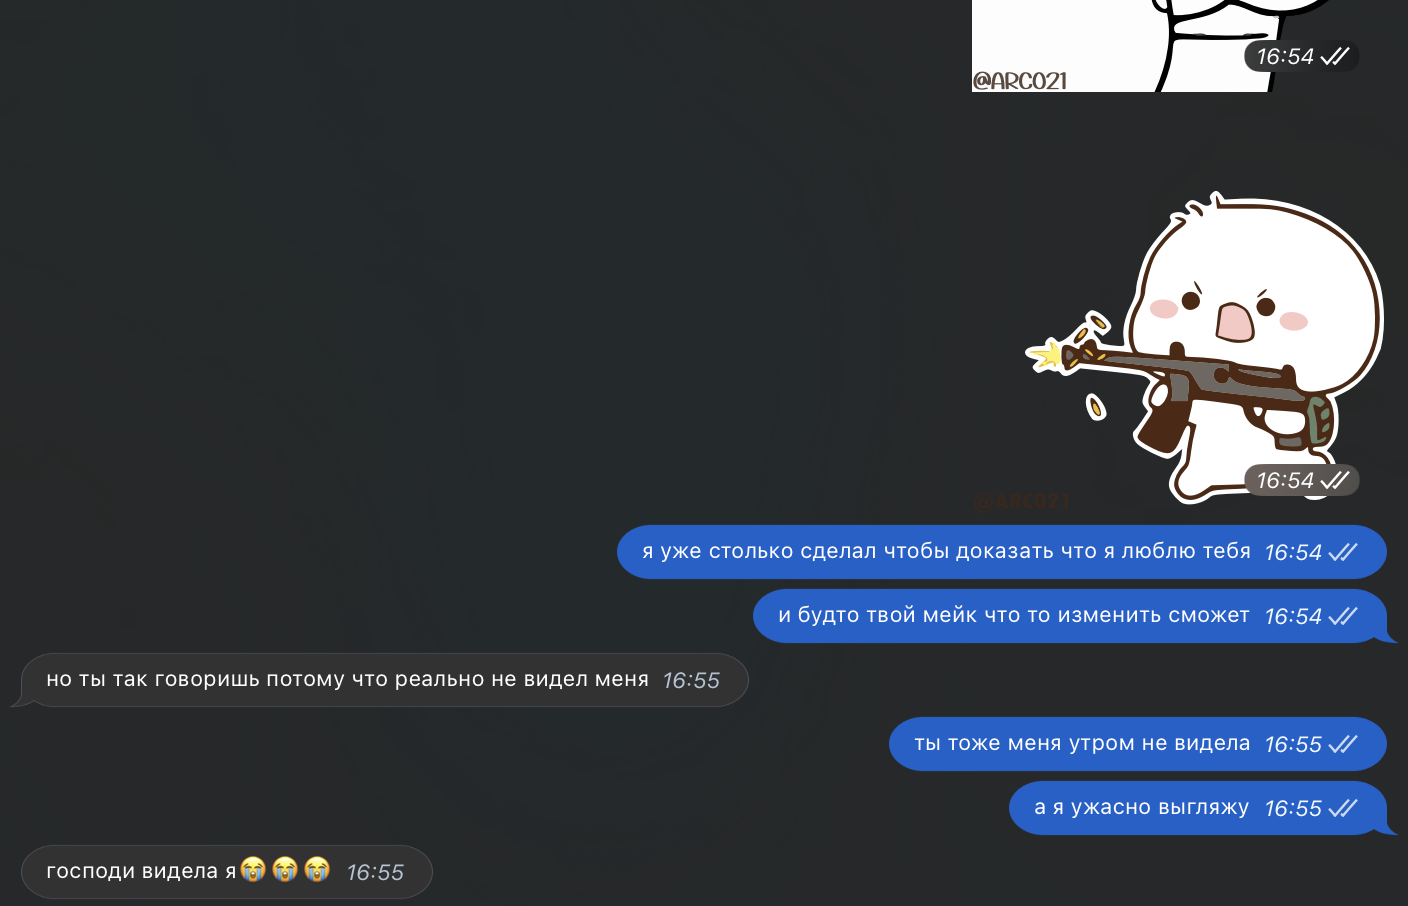 16:54
@ARCO21
16:54
@ARCO21
я уже столько сделал чтобы доказать что я люблю тебя 16:54
и будто твой мейк что то изменить сможет 16:54
но ты так говоришь потому что реально не видел меня 16:55
ты тоже меня утром не видела 16:55
а я ужасно выгляжу 16:55
господи видела я😭😭😭 16:55